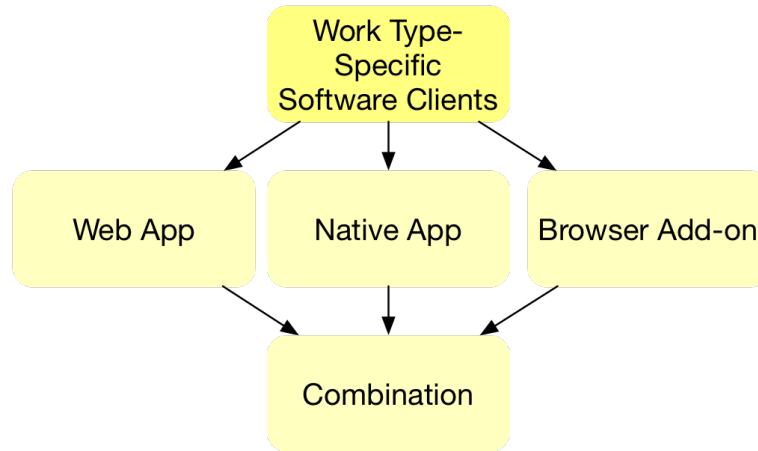 Work Type-
Specific
Software Clients
Web App
Native App
Browser Add-on
Combination